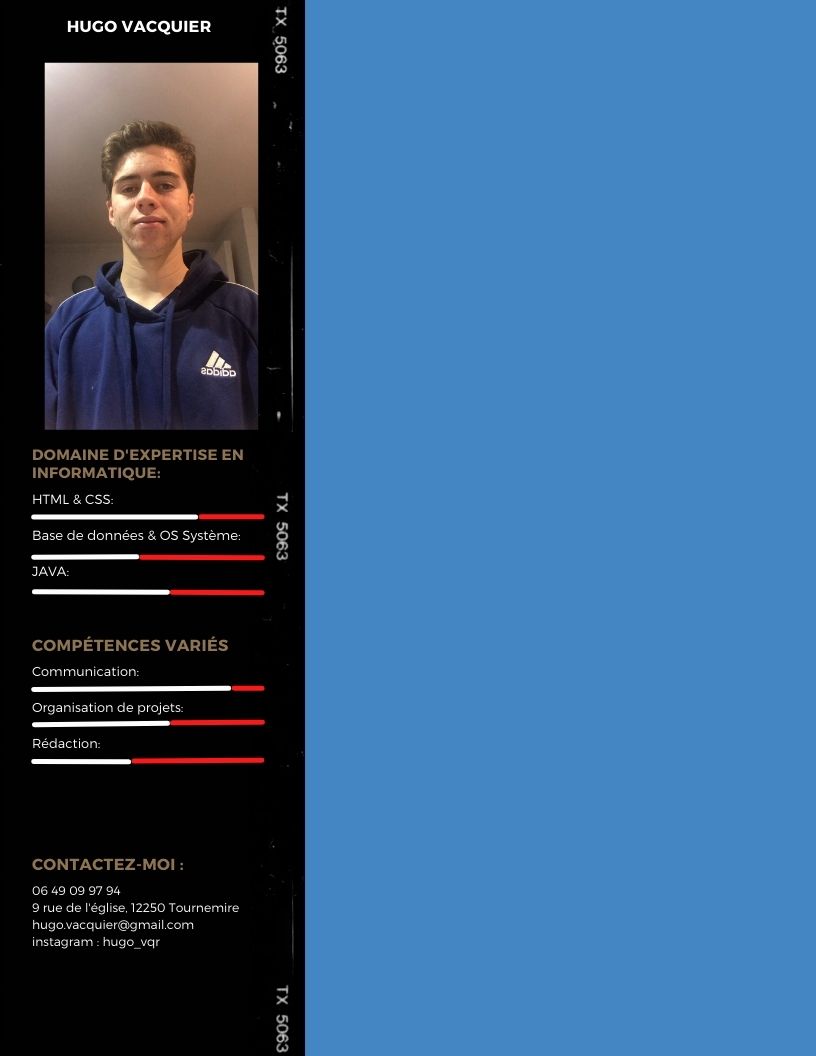 HUGO VACQUIER
TX 5063
adidas
DOMAINE D'EXPERTISE EN
INFORMATIQUE:
HTML & CSS:
TX 5063
Base de données & OS Système:
JAVA:
COMPÉTENCES VARIÉS
Communication:
Organisation de projets:
Rédaction:
CONTACTEZ-MOI :
06 49 09 97 94
9 rue de l'église, 12250 Tournemire
hugo.vacquier@gmail.com
instagram : hugo_vqr
TX 5063